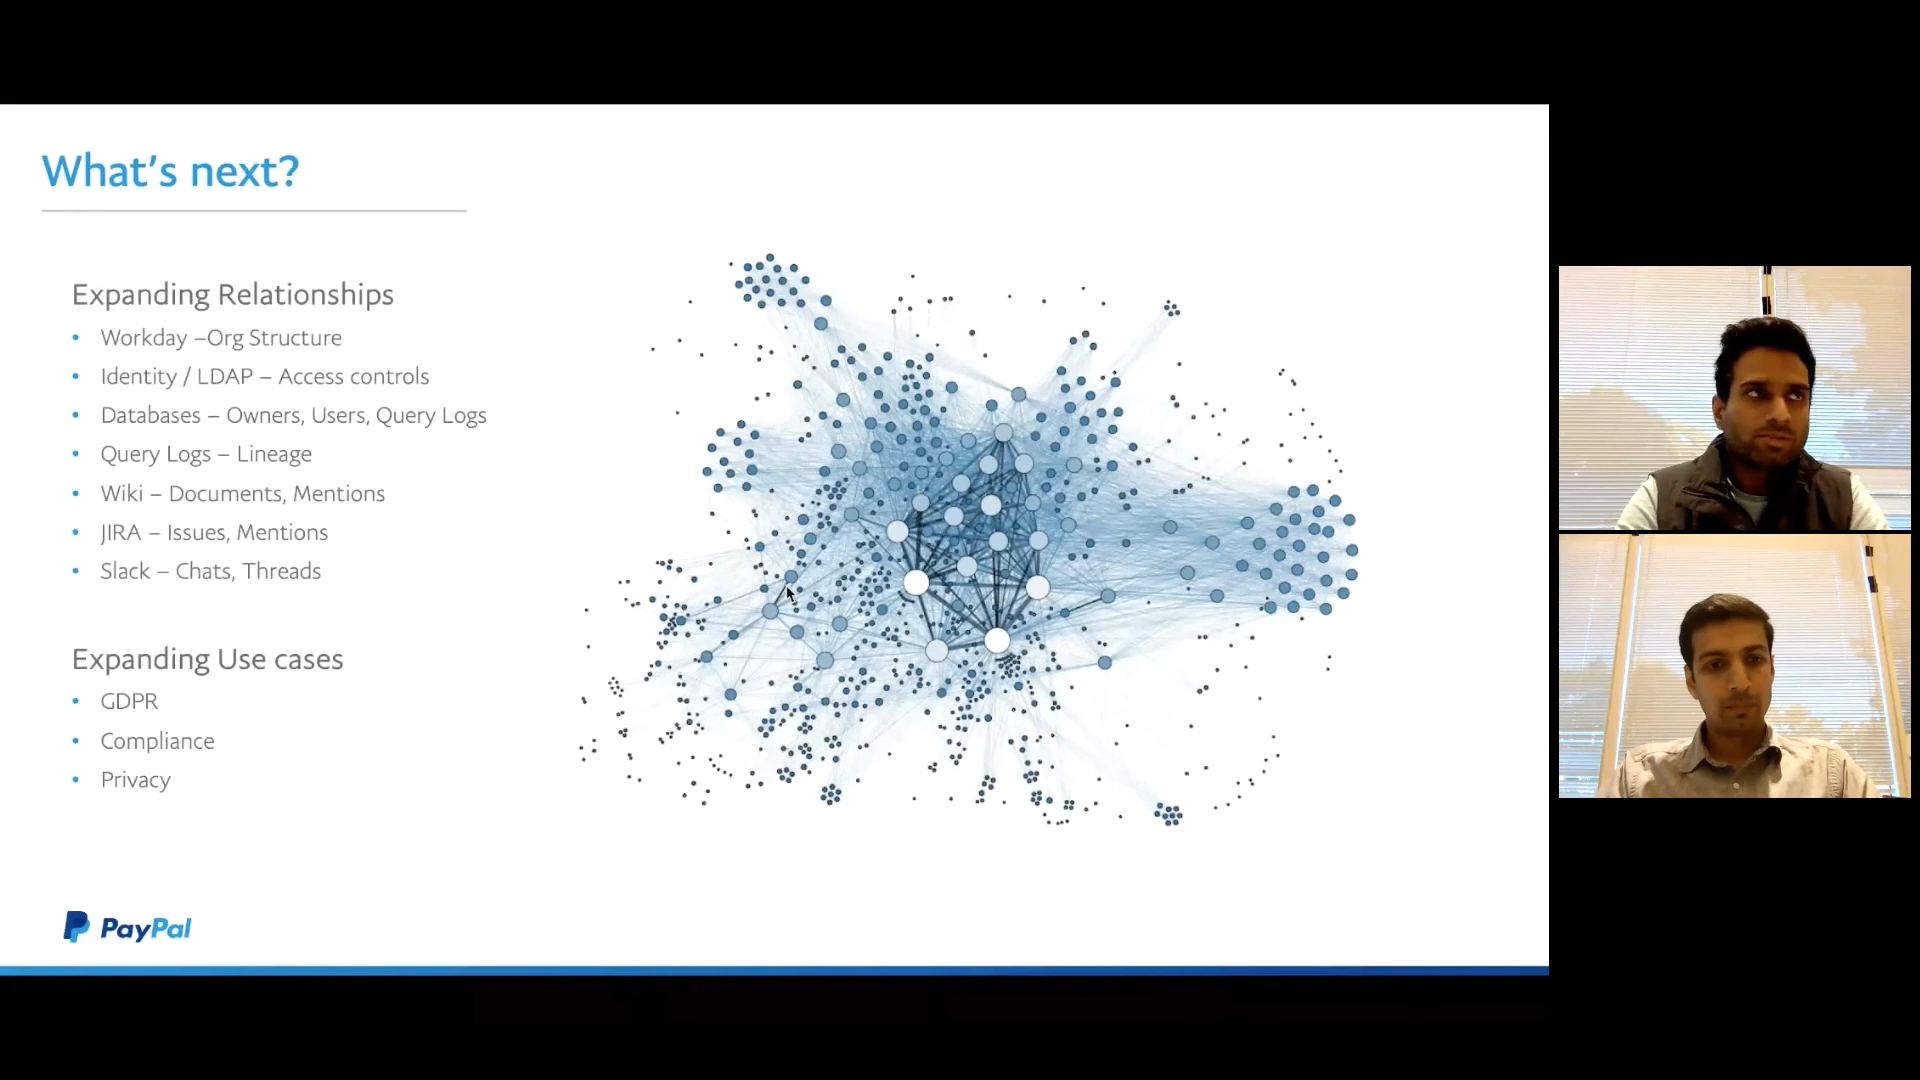 What's next?
Expanding Relationships
• Workday –Org Structure
• Identity / LDAP – Access controls
• Databases – Owners, Users, Query Logs
• Query Logs – Lineage
• Wiki – Documents, Mentions
• JIRA – Issues, Mentions
• Slack – Chats, Threads
Expanding Use cases
• GDPR
• Compliance
• Privacy
PayPal